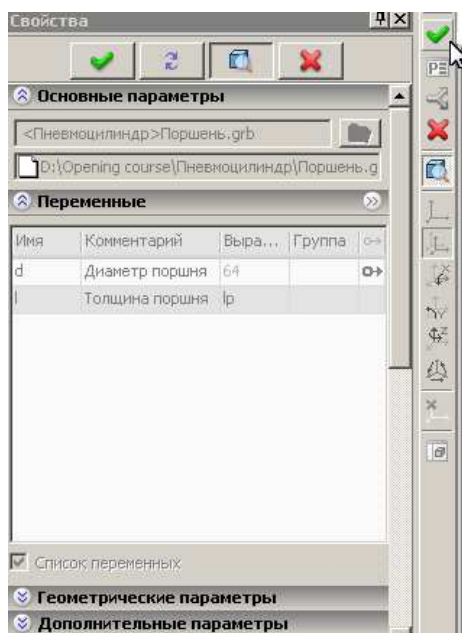 Свойства
Основные параметры
<Пневмоцилиндр>Поршень.grb
D:\Opening course\Пневмоцилиндр\Поршень.g
Переменные
Имя Комментарий Выра... Группа
d Диаметр поршня 64
l Толщина поршня lp
Список переменных
Геометрические параметры
Дополнительные параметры